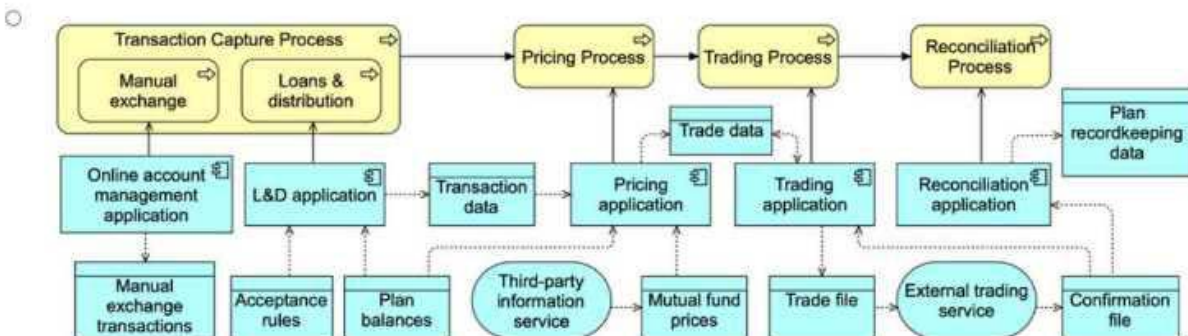 Transaction Capture Process
Manual
exchange
Loans &
distribution
Pricing Process
Trading Process
Reconciliation
Process
Trade data
Plan
recordkeeping
data
Online account
management
application
L&D application
Transaction
data
Pricing
application
Trading
application
Reconciliation
application
Manual
exchange
transactions
Acceptance
rules
Plan
balances
Third-party
information
service
Mutual fund
prices
Trade file
External trading
service
Confirmation
file